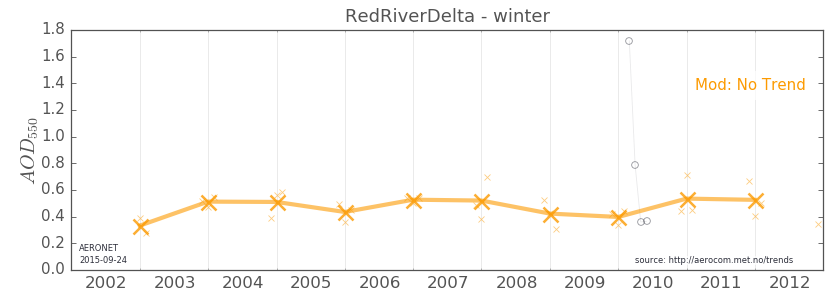 RedRiverDelta - winter
1.8
1.6
1.4
1.2
1.0
0.8
0.6
0.4
0.2
0.0
AOD550
Mod: No Trend
AERONET
2015-09-24
source: http://aerocom.met.no/trends
2002 2003 2004 2005 2006 2007 2008 2009 2010 2011 2012